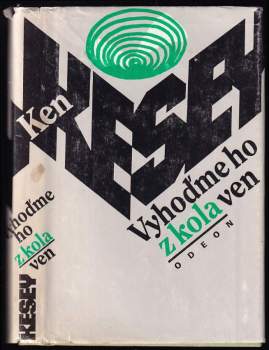 Ken
KESEY
Vyhoďme ho
z kola ven
ODEON
Vyhoďme
ho
z kola
ven
KESEY